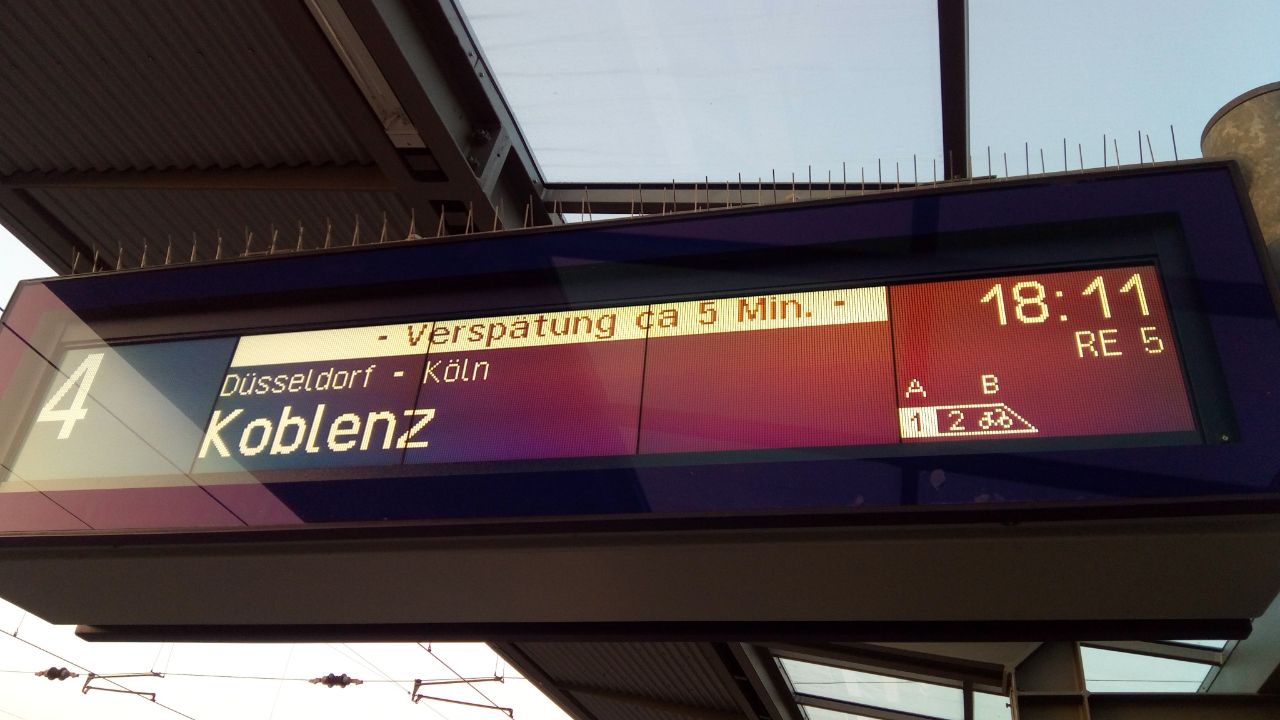 4
- Verspätung ca 5 Min. -
Düsseldorf - Köln
Koblenz
18:11
RE 5
A B
1 2